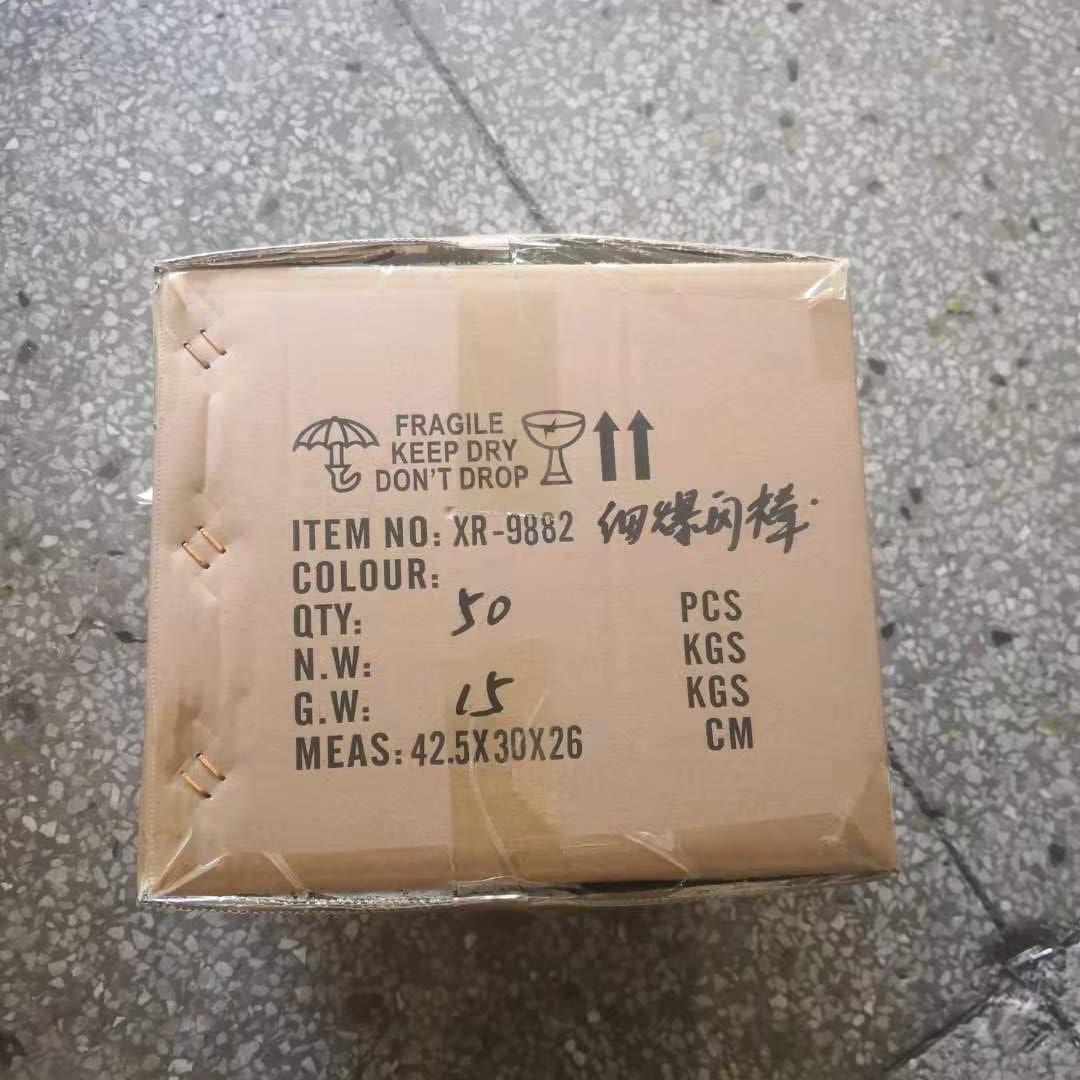 FRAGILE
KEEP DRY
DON'T DROP
ITEM NO: XR-9882 细爆闪棒
COLOUR:
QTY: 50 PCS
N.W: KGS
G.W: 15 KGS
MEAS: 42.5X30X26 CM